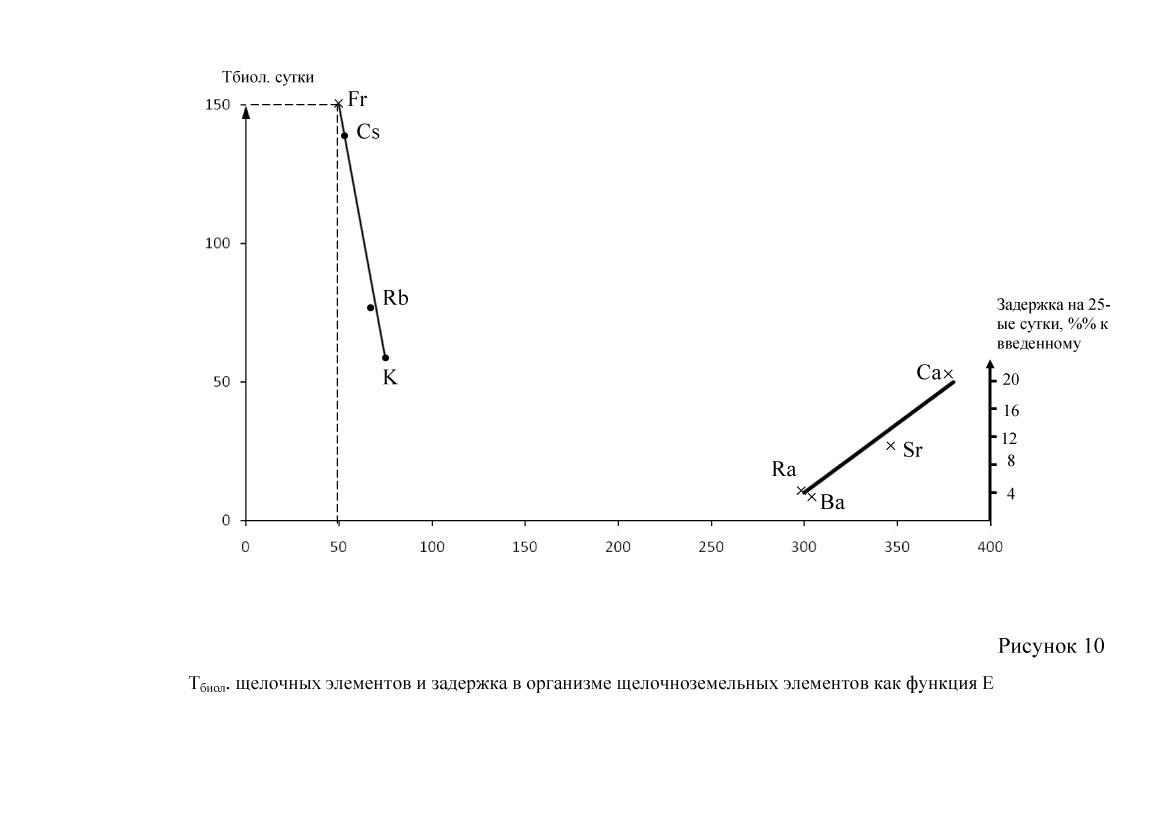 Тбиол. сутки
150
Fr
Cs
100
Rb
Задержка на 25-
ые сутки, %% к
введенному
K
50
Ca
20
16
12
Sr
8
Ra
4
Ba
0
0 50 100 150 200 250 300 350 400
Рисунок 10
Тбиол. щелочных элементов и задержка в организме щелочноземельных элементов как функция Е